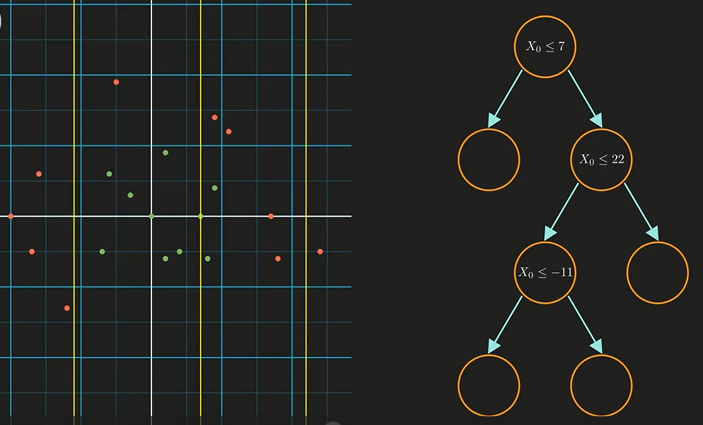 X₀ ≤ 7
X₀ ≤ 22
X₀ ≤ −11